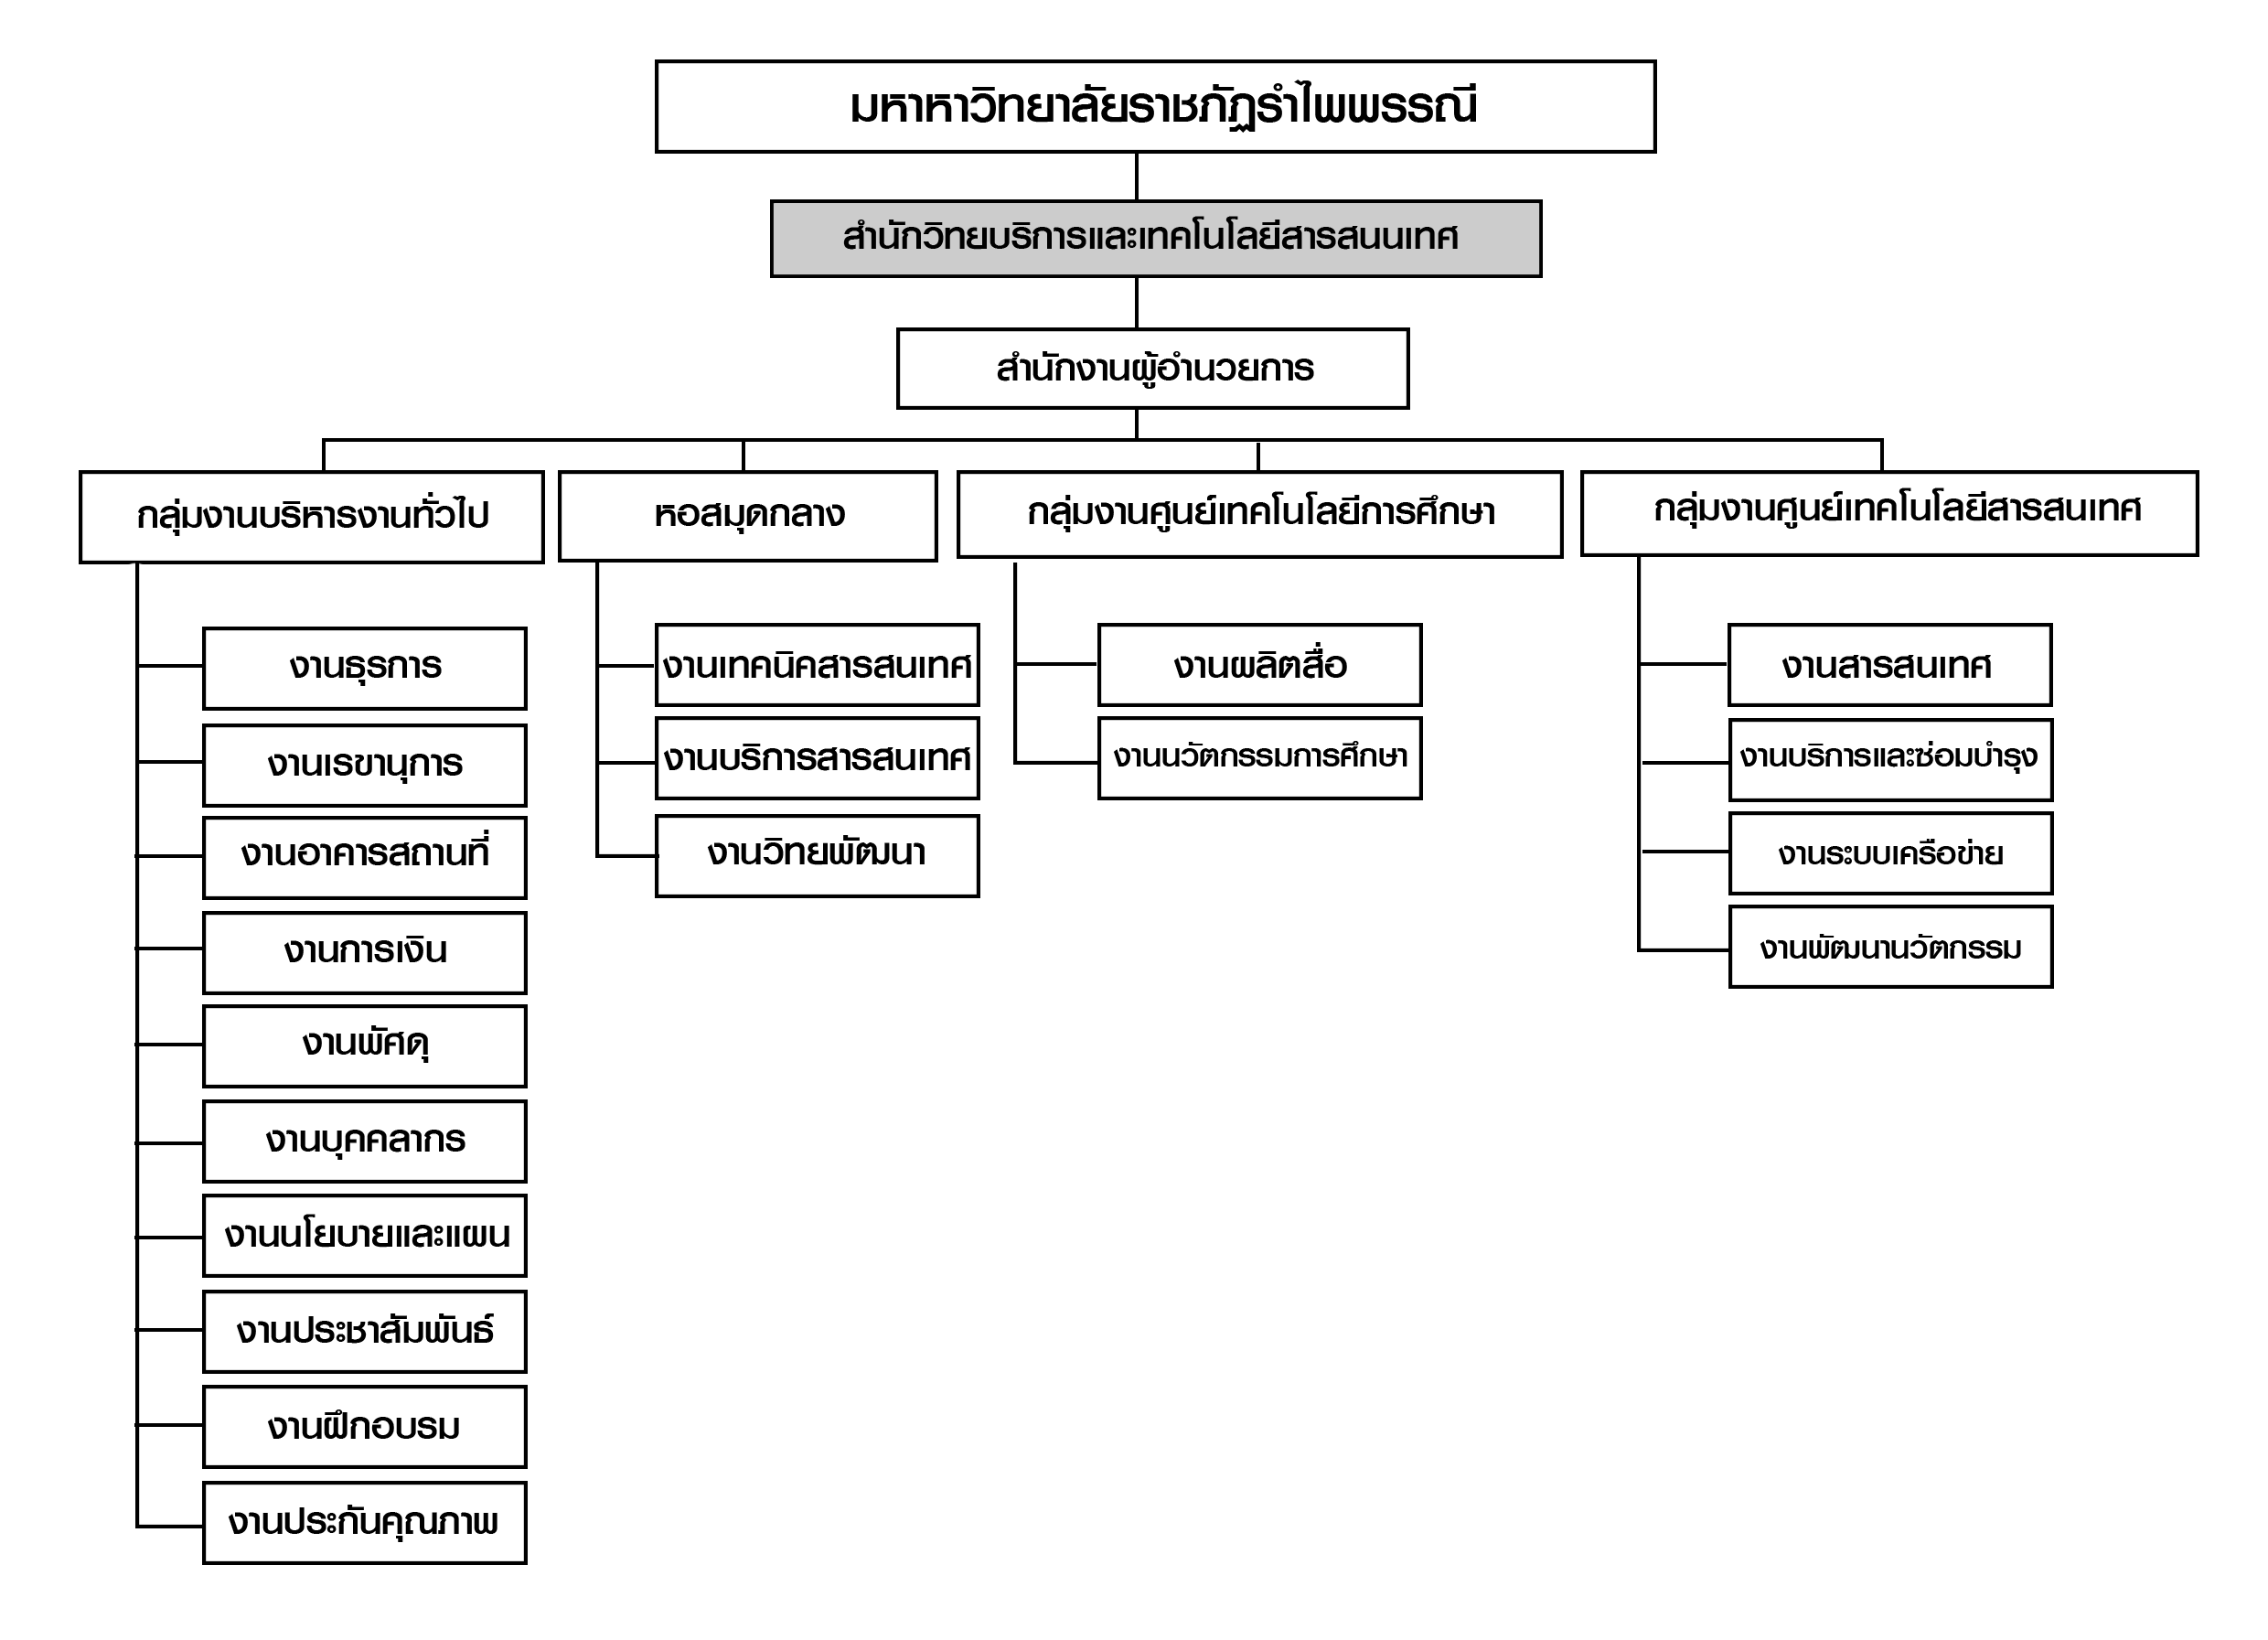 มหาหาวิทยาลัยราชภัฏรำไพพรรณี
สำนักวิทยบริการและเทคโนโลยีสารสนนเทศ
สำนักงานผู้อำนวยการ
กลุ่มงานบริหารงานทั่วไป
งานธุรการ
งานเรขานุการ
งานอาคารสถานที่
งานการเงิน
งานพัศดุ
งานบุคคลากร
งานนโยบายและแผน
งานประชาสัมพันธ์
งานฝึกอบรม
งานประกันคุณภาพ
หอสมุดกลาง
งานเทคนิคสารสนเทศ
งานบริการสารสนเทศ
งานวิทยพัฒนา
กลุ่มงานศูนย์เทคโนโลยีการศึกษา
งานผลิตสื่อ
งานนวัตกรรมการศึกษา
กลุ่มงานศูนย์เทคโนโลยีสารสนเทศ
งานสารสนเทศ
งานบริการและซ่อมบำรุง
งานระบบเครือข่าย
งานพัฒนานวัตกรรม